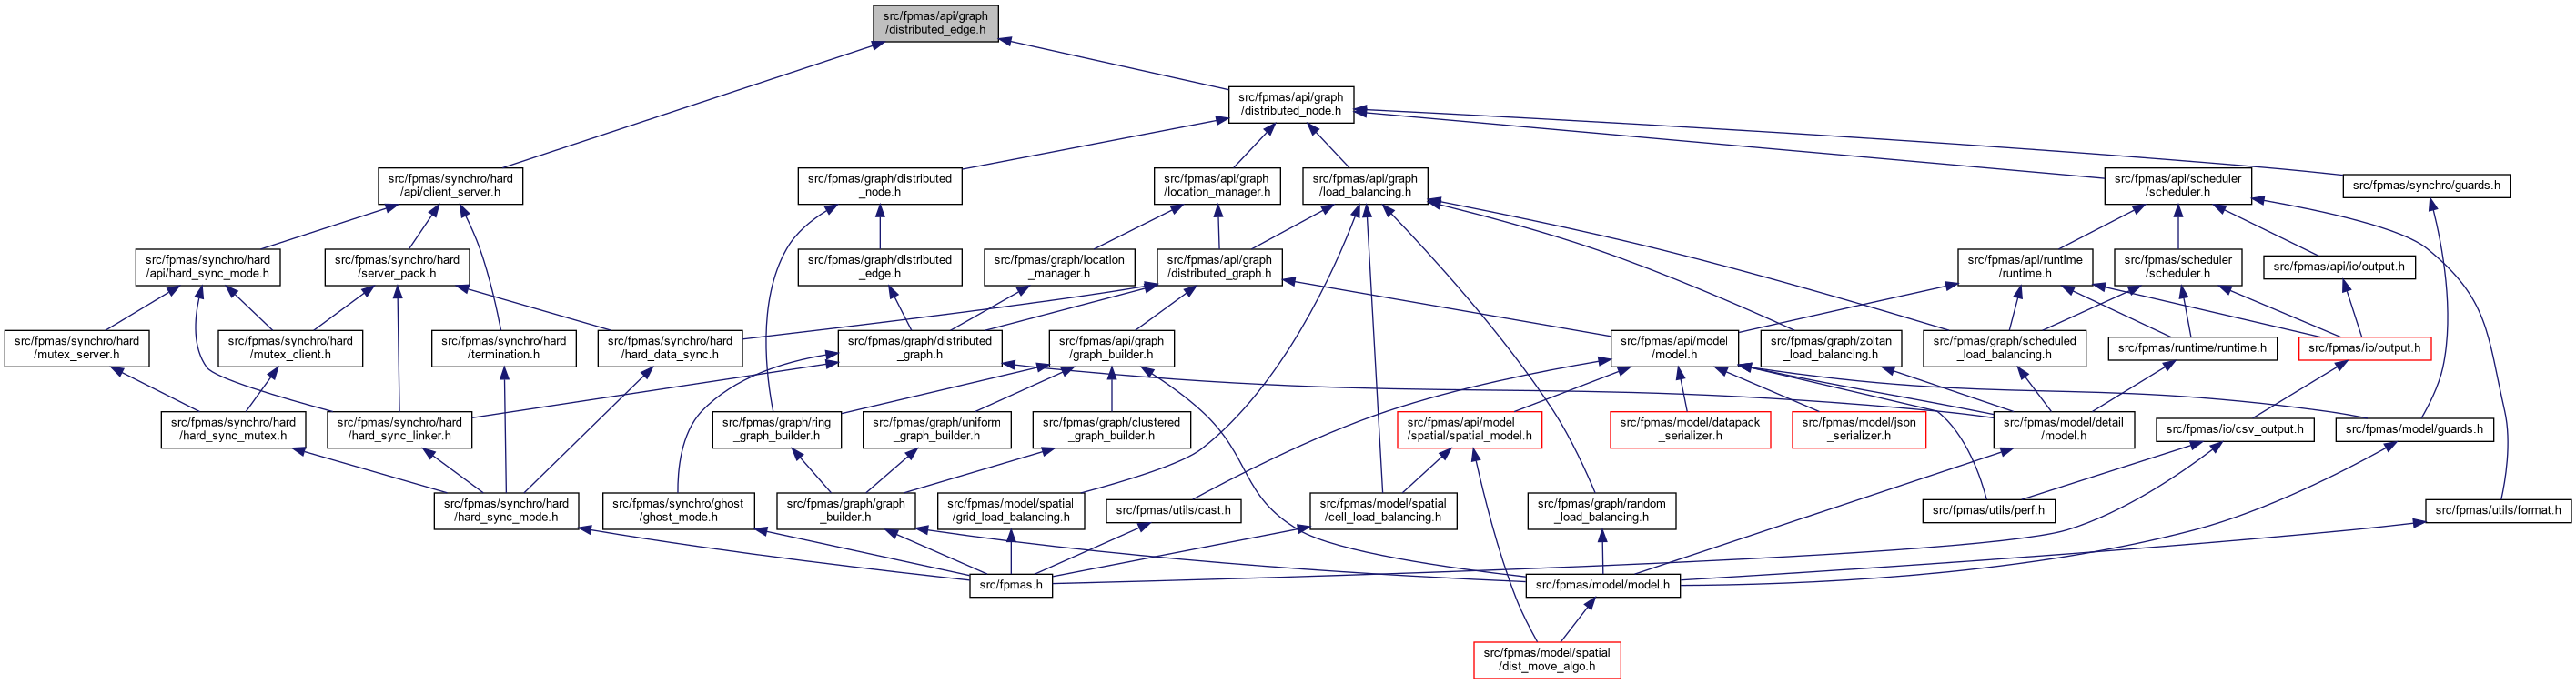 src/fpmas/api/graph
/distributed_edge.h
src/fpmas/api/graph
/distributed_node.h
src/fpmas/synchro/hard
/api/client_server.h
src/fpmas/graph/distributed
_node.h
src/fpmas/api/graph
/location_manager.h
src/fpmas/api/graph
/load_balancing.h
src/fpmas/api/scheduler
/scheduler.h
src/fpmas/synchro/guards.h
src/fpmas/synchro/hard
/api/hard_sync_mode.h
src/fpmas/synchro/hard
/server_pack.h
src/fpmas/graph/distributed
_edge.h
src/fpmas/graph/location
_manager.h
src/fpmas/api/graph
/distributed_graph.h
src/fpmas/api/runtime
/runtime.h
src/fpmas/scheduler
/scheduler.h
src/fpmas/api/io/output.h
src/fpmas/synchro/hard
/mutex_server.h
src/fpmas/synchro/hard
/mutex_client.h
src/fpmas/synchro/hard
/termination.h
src/fpmas/synchro/hard
/hard_data_sync.h
src/fpmas/graph/distributed
_graph.h
src/fpmas/api/graph
/graph_builder.h
src/fpmas/api/model
/model.h
src/fpmas/graph/zoltan
_load_balancing.h
src/fpmas/graph/scheduled
_load_balancing.h
src/fpmas/runtime/runtime.h
src/fpmas/io/output.h
src/fpmas/synchro/hard
/hard_sync_mutex.h
src/fpmas/synchro/hard
/hard_sync_linker.h
src/fpmas/graph/ring
_graph_builder.h
src/fpmas/graph/uniform
_graph_builder.h
src/fpmas/graph/clustered
_graph_builder.h
src/fpmas/api/model
/spatial/spatial_model.h
src/fpmas/model/datapack
_serializer.h
src/fpmas/model/json
_serializer.h
src/fpmas/model/detail
/model.h
src/fpmas/io/csv_output.h
src/fpmas/model/guards.h
src/fpmas/synchro/hard
/hard_sync_mode.h
src/fpmas/synchro/ghost
/ghost_mode.h
src/fpmas/graph/graph
_builder.h
src/fpmas/model/spatial
/grid_load_balancing.h
src/fpmas/utils/cast.h
src/fpmas/model/spatial
/cell_load_balancing.h
src/fpmas/graph/random
_load_balancing.h
src/fpmas/utils/perf.h
src/fpmas/utils/format.h
src/fpmas.h
src/fpmas/model/model.h
src/fpmas/model/spatial
/dist_move_algo.h